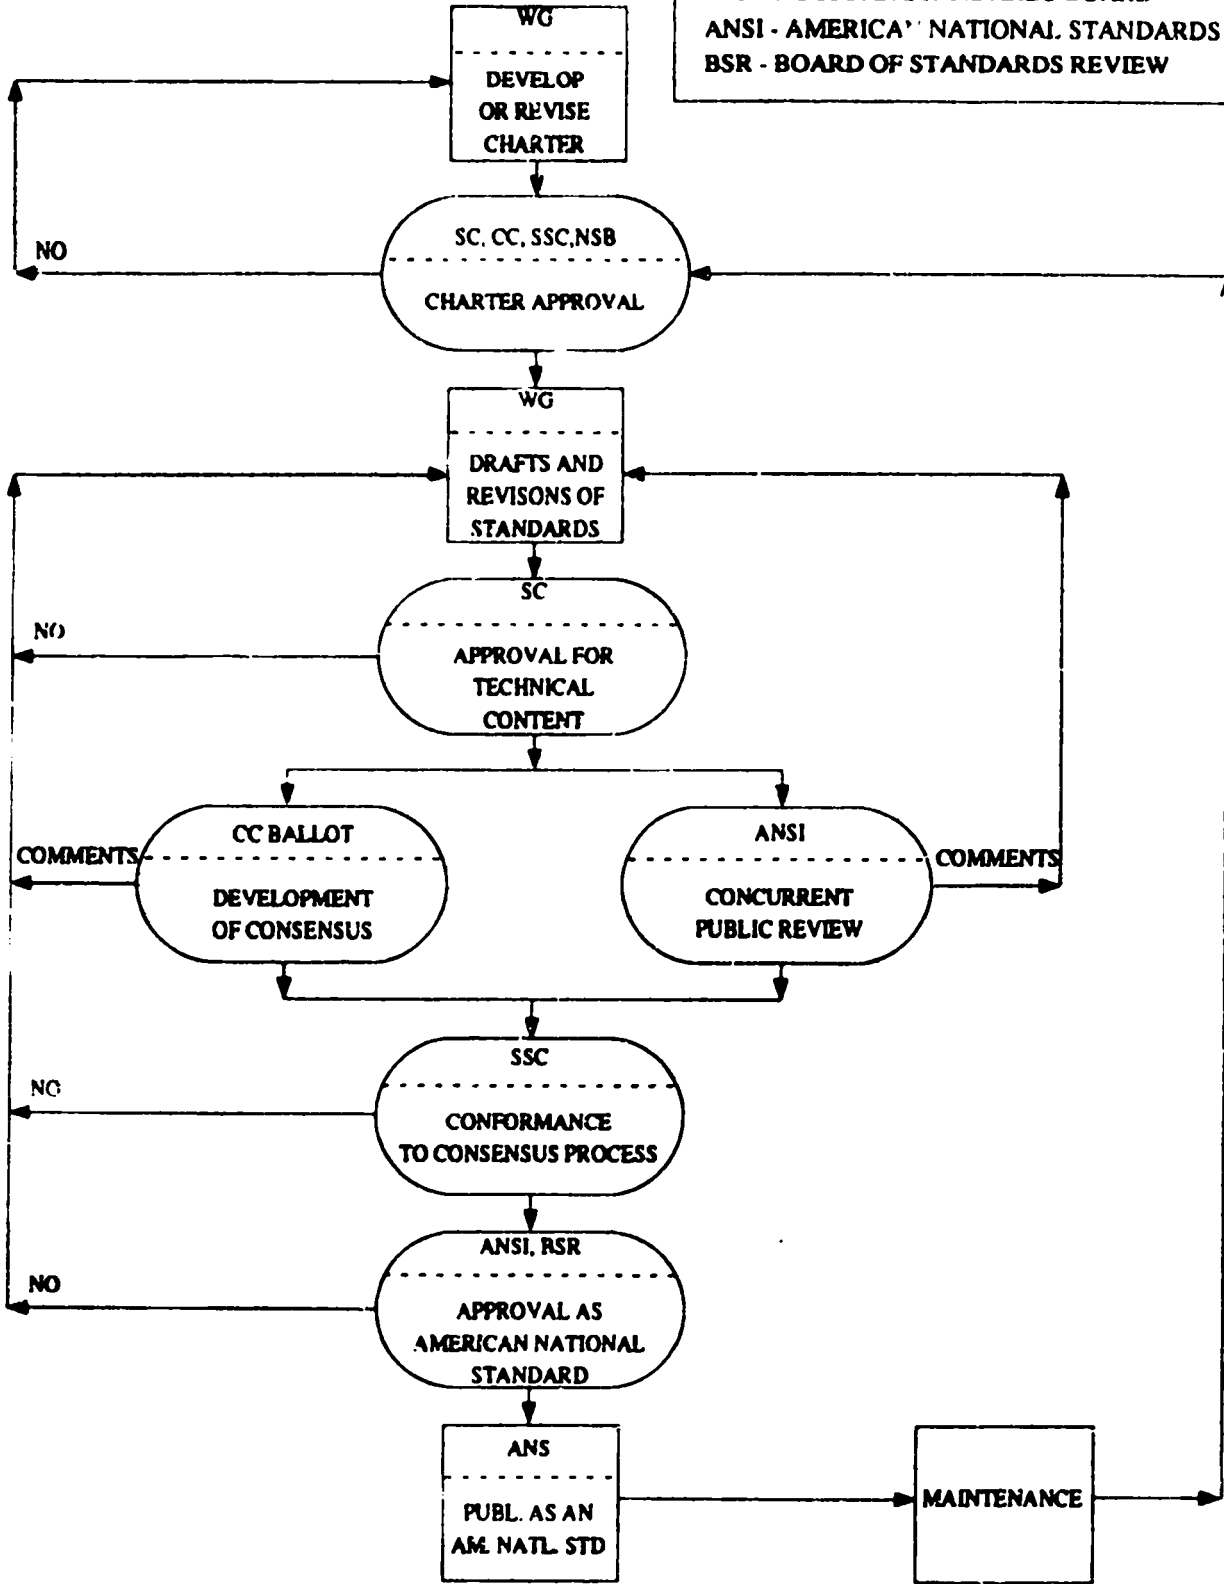 WG
ANSI - AMERICA NATIONAL STANDARDS
BSR - BOARD OF STANDARDS REVIEW
DEVELOP
OR REVISE
CHARTER
NO
SC, CC, SSC,NSB
CHARTER APPROVAL
WG
DRAFTS AND
REVISONS OF
STANDARDS
NO
SC
APPROVAL FOR
TECHNICAL
CONTENT
CC BALLOT
COMMENTS
DEVELOPMENT
OF CONSENSUS
ANSI
COMMENTS
CONCURRENT
PUBLIC REVIEW
SSC
NO
CONFORMANCE
TO CONSENSUS PROCESS
ANSI, BSR
NO
APPROVAL AS
AMERICAN NATIONAL
STANDARD
ANS
PUBL. AS AN
AM. NATL. STD
MAINTENANCE